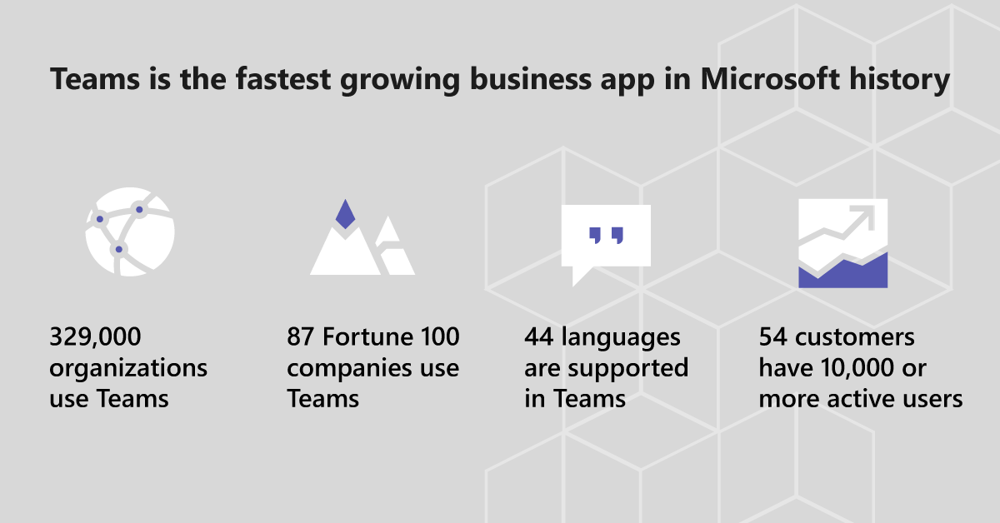 Teams is the fastest growing business app in Microsoft history
329,000
organizations
use Teams
87 Fortune 100
companies use
Teams
44 languages
are supported
in Teams
54 customers
have 10,000 or
more active users